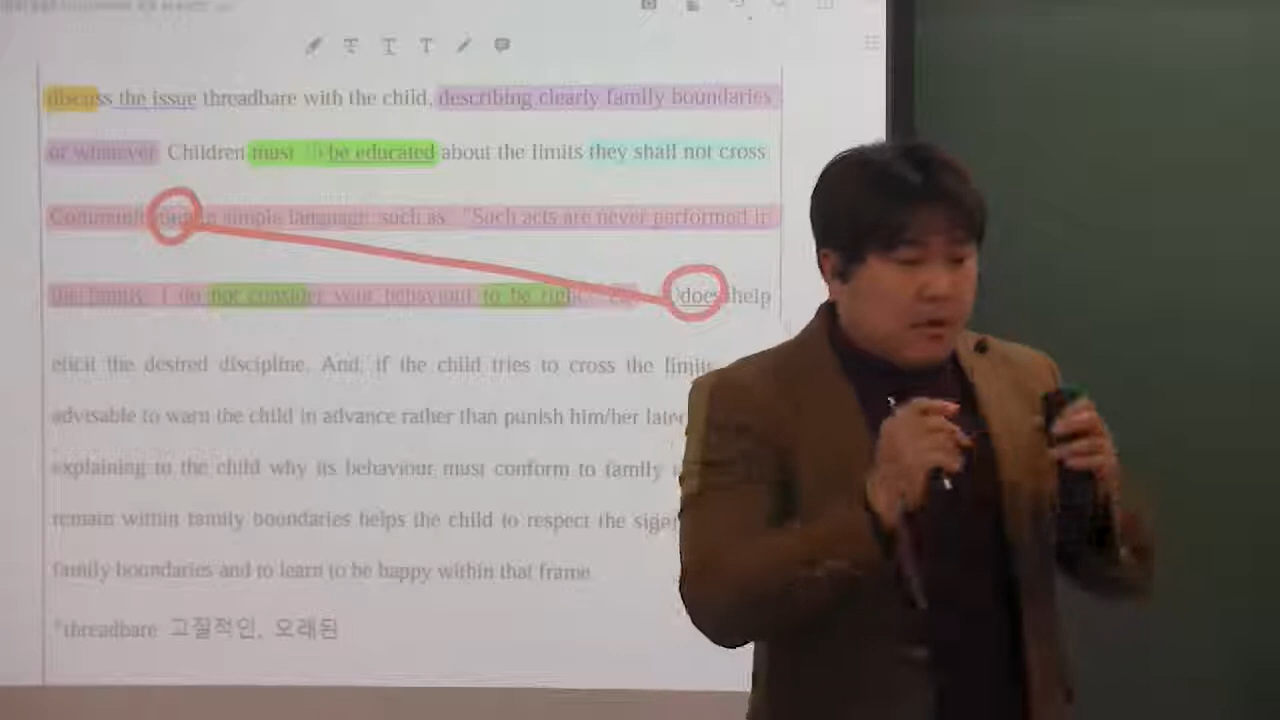 discuss the issue threadbare with the child, describing clearly family boundaries
or whatever Children must be educated about the limits they shall not cross
in simple language such as "Such acts are never performed in
the family I do not consider your behaviour to be right does help
elicit the desired discipline. And, if the child tries to cross the limits
advisable to warn the child in advance rather than punish him/her later
explaining to the child why its behaviour must conform to family
remain within family boundaries helps the child to respect the
family boundaries and to learn to be happy within that frame
*threadbare 고질적인, 오래된